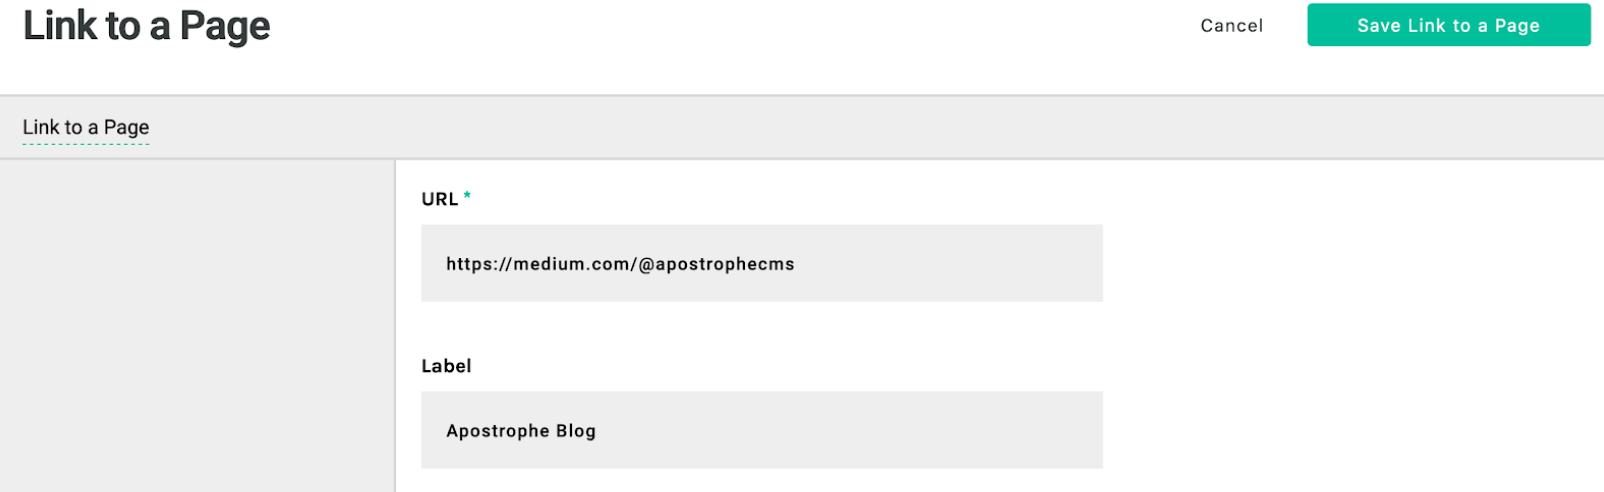 Link to a Page
Cancel
Save Link to a Page
Link to a Page
URL *
https://medium.com/@apostrophecms
Label
Apostrophe Blog